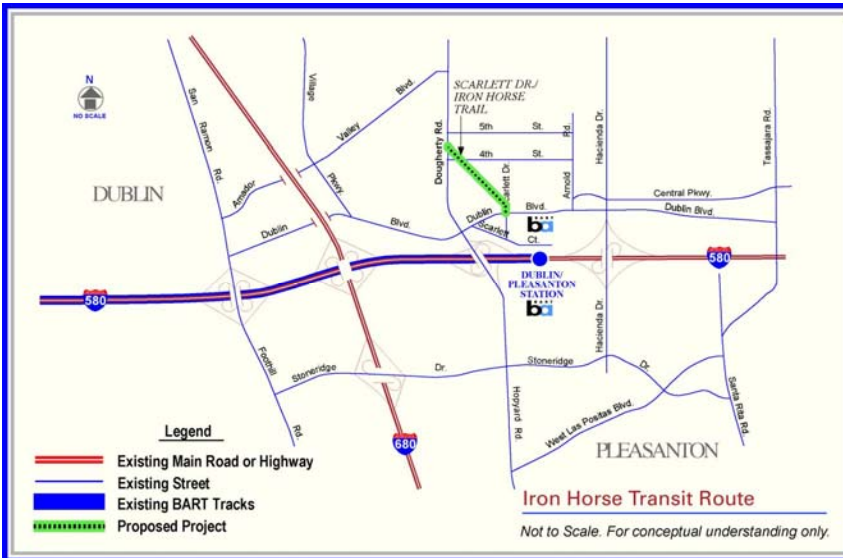 N
NO SCALE
San
Ramon
Rd.
Village
Pkwy.
Amador
Valley
Blvd.
SCARLETT DR./
IRON HORSE
TRAIL
Dougherty Rd.
5th St.
4th St.
Scarlett Dr.
Arnold Rd.
Hacienda Dr.
Tassajara Rd.
DUBLIN
Dublin
Blvd.
Dublin Blvd.
Central Pkwy.
Dublin Blvd.
Scarlett Ct.
BART
ba
580
DUBLIN/
PLEASANTON
STATION
BART
ba
580
Foothill
Rd.
Stoneridge
Dr.
Stoneridge
Dr.
Hacienda Dr.
Hopyard
Rd.
West Las Positas Blvd.
Santa Rita Rd.
PLEASANTON
680
Legend
Existing Main Road or Highway
Existing Street
Existing BART Tracks
Proposed Project
Iron Horse Transit Route
Not to Scale. For conceptual understanding only.